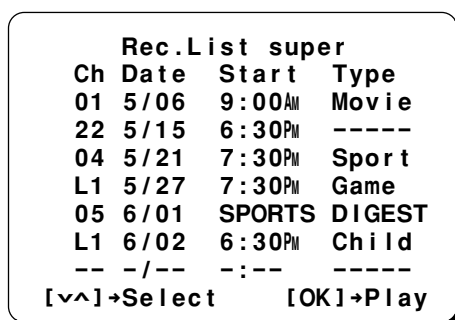 Rec.List super
Ch Date Start Type
01 5/06 9:00AM Movie
22 5/15 6:30PM -----
04 5/21 7:30PM Sport
L1 5/27 7:30PM Game
05 6/01 SPORTS DIGEST
L1 6/02 6:30PM Child
-- -/-- -:-- -----
[˅˄]→Select [OK]→Play